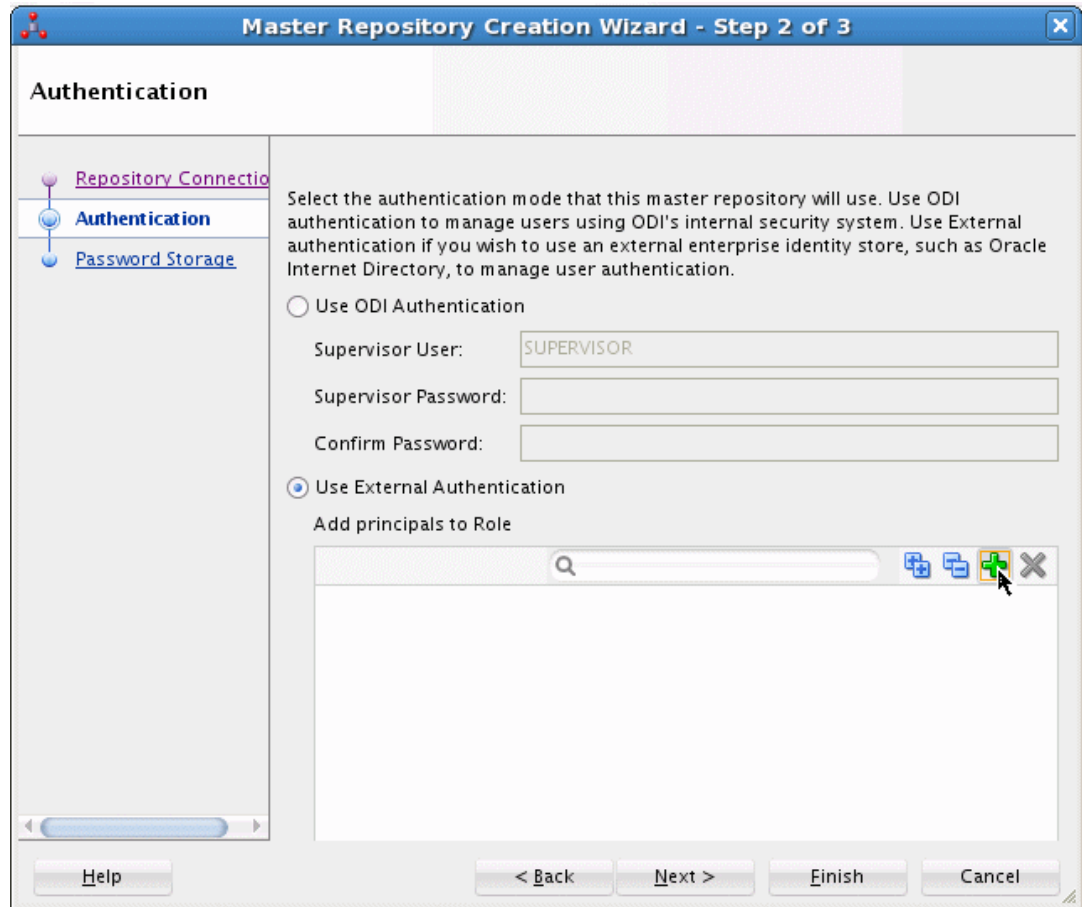 Master Repository Creation Wizard - Step 2 of 3
Authentication
Repository Connectio
Authentication
Password Storage
Select the authentication mode that this master repository will use. Use ODI
authentication to manage users using ODI's internal security system. Use External
authentication if you wish to use an external enterprise identity store, such as Oracle
Internet Directory, to manage user authentication.
Use ODI Authentication
Supervisor User: SUPERVISOR
Supervisor Password:
Confirm Password:
Use External Authentication
Add principals to Role
Help < Back Next > Finish Cancel